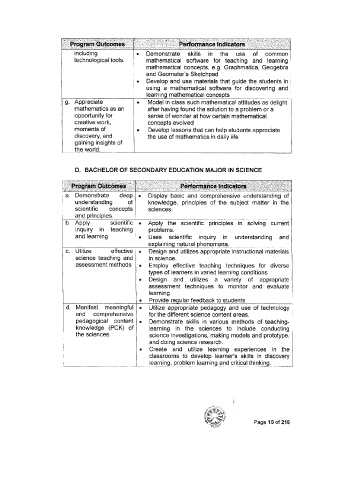 Program Outcomes Performance Indicators
including
technological tools.
• Demonstrate skills in the use of common
mathematical software for teaching and learning
mathematical concepts, e.g. Graphmatica, Geogebra
and Geometer's Sketchpad
• Develop and use materials that guide the students in
using a mathematical software for discovering and
learning mathematical concepts
g. Appreciate
mathematics as an
opportunity for
creative work,
moments of
discovery, and
gaining insights of
the world.
• Model in class such mathematical attitudes as delight
after having found the solution to a problem or a
sense of wonder at how certain mathematical
concepts evolved
• Develop lessons that can help students appreciate
the use of mathematics in daily life.
D. BACHELOR OF SECONDARY EDUCATION MAJOR IN SCIENCE
Program Outcomes Performance Indicators
a. Demonstrate deep
understanding of
scientific concepts
and principles.
• Display basic and comprehensive understanding of
knowledge, principles of the subject matter in the
sciences.
b. Apply scientific
inquiry in teaching
and learning
• Apply the scientific principles in solving current
problems.
• Uses scientific inquiry in understanding and
explaining natural phenomena.
c. Utilize effective
science teaching and
assessment methods
• Design and utilizes appropriate instructional materials
in science.
• Employ effective teaching techniques for diverse
types of learners in varied learning conditions
• Design and utilizes a variety of appropriate
assessment techniques to monitor and evaluate
learning
• Provide regular feedback to students
d. Manifest meaningful
and comprehensive
pedagogical content
knowledge (PCK) of
the sciences
• Utilize appropriate pedagogy and use of technology
for the different science content areas.
• Demonstrate skills in various methods of teaching-
learning in the sciences to include conducting
science investigations, making models and prototype,
and doing science research.
• Create and utilize learning experiences in the
classrooms to develop learner's skills in discovery
learning, problem learning and critical thinking.
Page 10 of 216